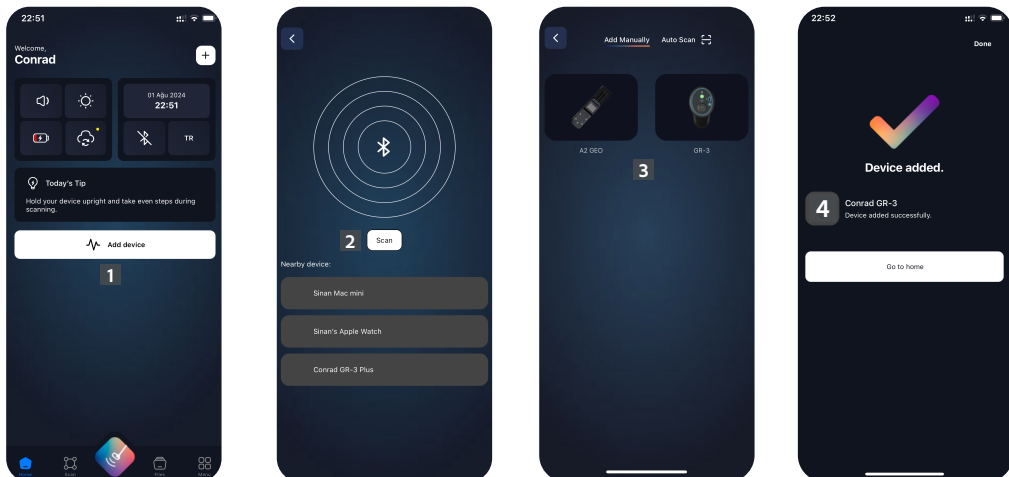 22:51
Welcome,
Conrad
01 Ağu 2024
22:51
TR
Today's Tip
Hold your device upright and take even steps during
scanning.
Add device
1
Home
Scan
Files
Menu
2
Scan
Nearby device:
Sinan Mac mini
Sinan's Apple Watch
Conrad GR-3 Plus
Add Manually
Auto Scan
A2 GEO
GR-3
3
22:52
Done
Device added.
4
Conrad GR-3
Device added successfully.
Go to home